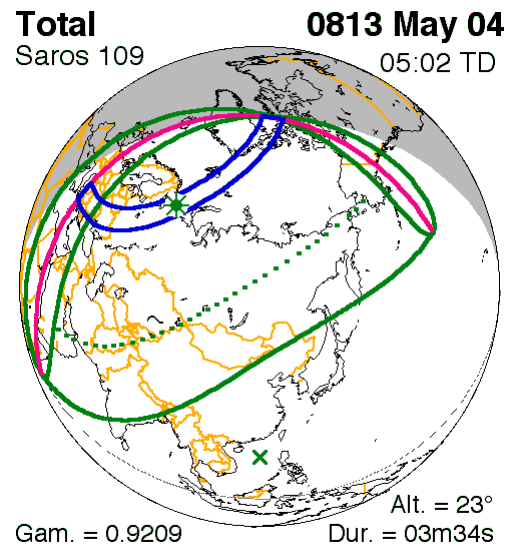 Total 0813 May 04
Saros 109 05:02 TD
Alt. = 23°
Gam. = 0.9209 Dur. = 03m34s